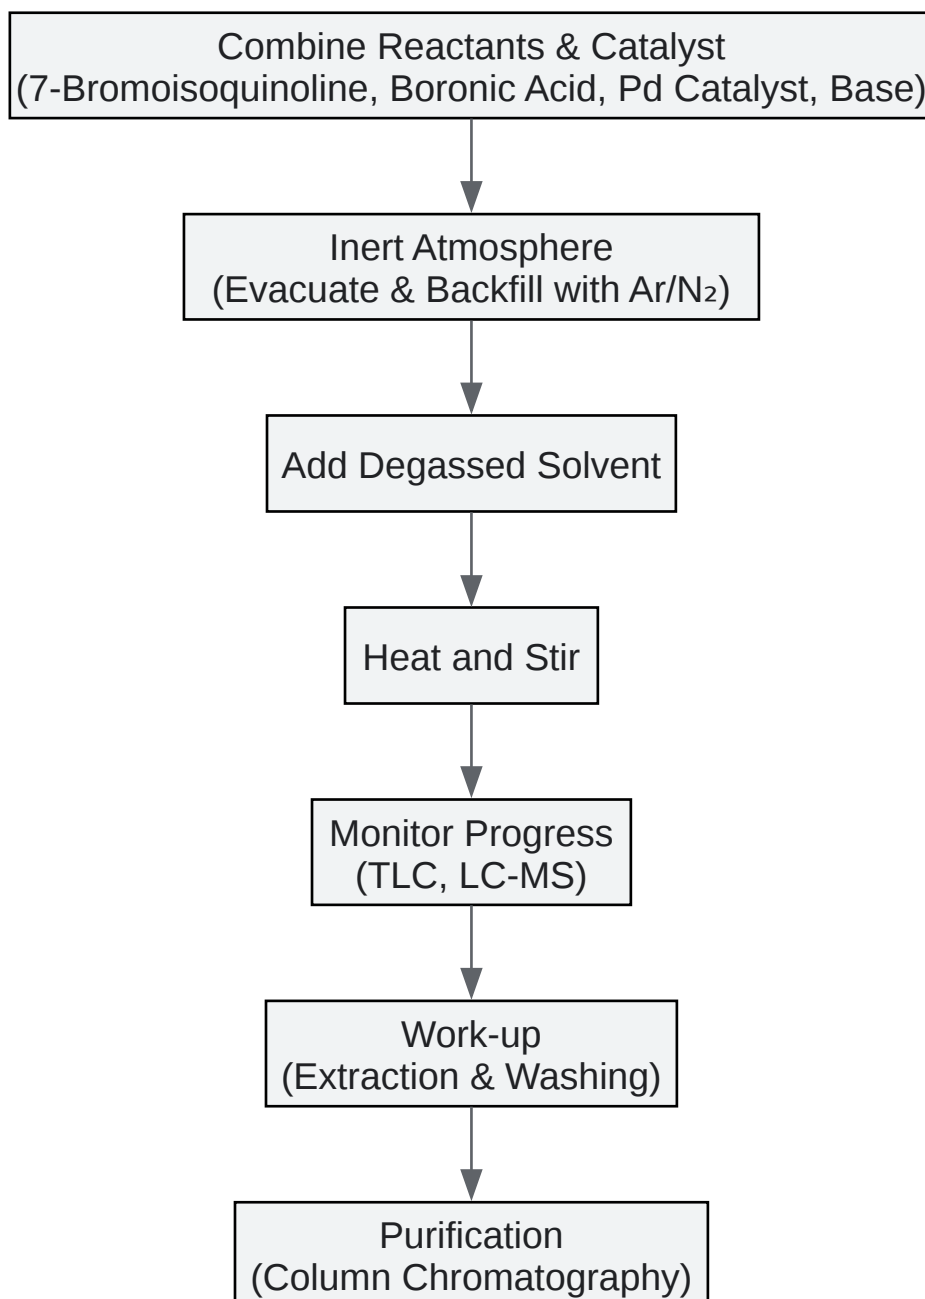 Combine Reactants & Catalyst
(7-Bromoisoquinoline, Boronic Acid, Pd Catalyst, Base)
Inert Atmosphere
(Evacuate & Backfill with Ar/N₂)
Add Degassed Solvent
Heat and Stir
Monitor Progress
(TLC, LC-MS)
Work-up
(Extraction & Washing)
Purification
(Column Chromatography)